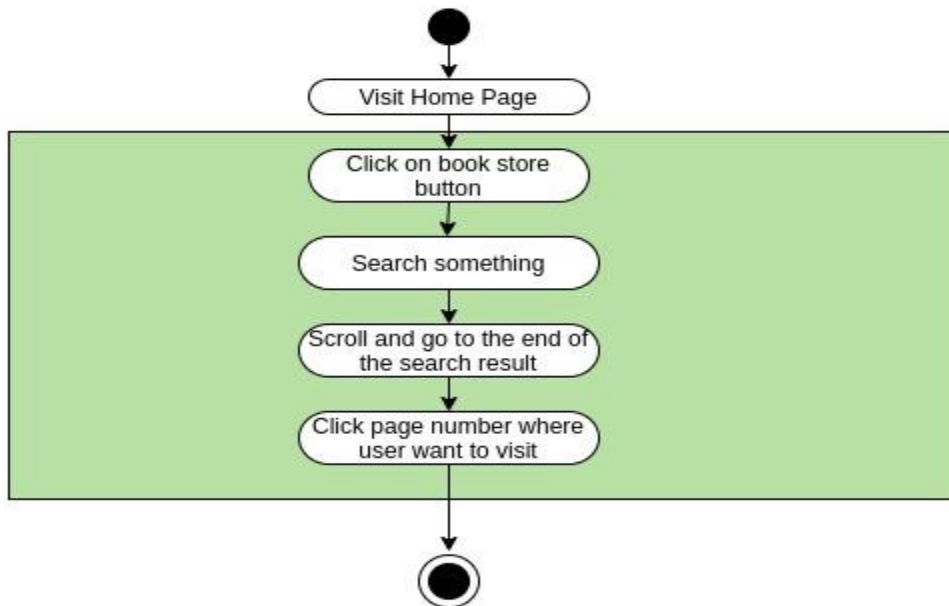 Visit Home Page
Click on book store
button
Search something
Scroll and go to the end of
the search result
Click page number where
user want to visit